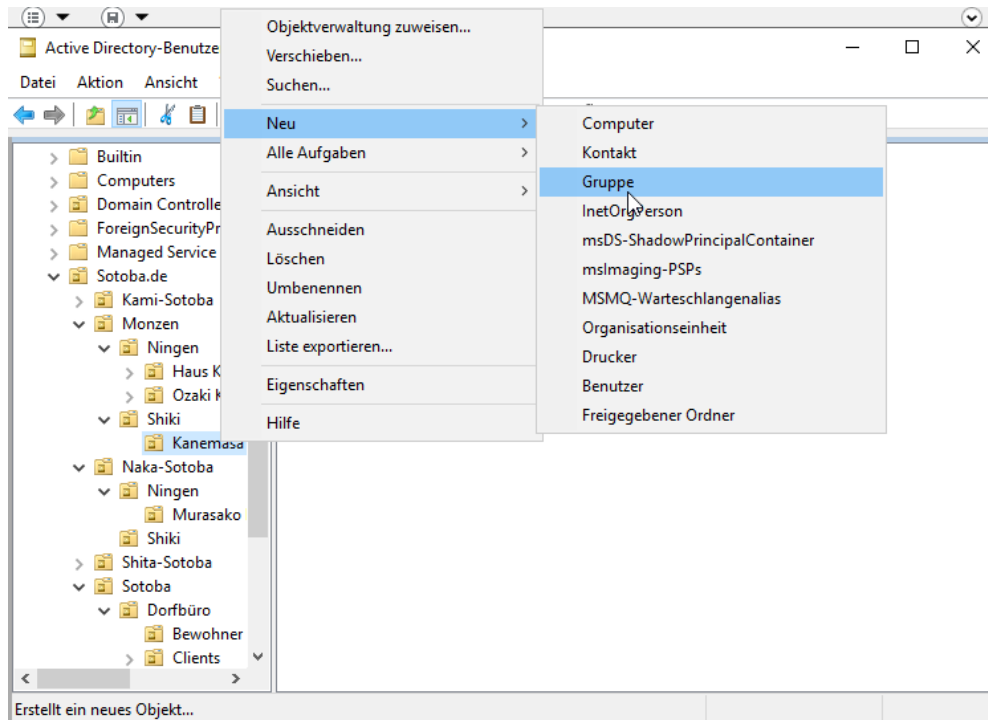 Active Directory-Benutze
Datei Aktion Ansicht
Objektverwaltung zuweisen...
Verschieben...
Suchen...
Neu
Alle Aufgaben
Ansicht
Ausschneiden
Löschen
Umbenennen
Aktualisieren
Liste exportieren...
Eigenschaften
Hilfe
Computer
Kontakt
Gruppe
InetOrgPerson
msDS-ShadowPrincipalContainer
msImaging-PSPs
MSMQ-Warteschlangenalias
Organisationseinheit
Drucker
Benutzer
Freigegebener Ordner
Builtin
Computers
Domain Controlle
ForeignSecurityPr
Managed Service
Sotoba.de
Kami-Sotoba
Monzen
Ningen
Haus K
Ozaki K
Shiki
Kanemasa
Naka-Sotoba
Ningen
Murasako
Shiki
Shita-Sotoba
Sotoba
Dorfbüro
Bewohner
Clients
Erstellt ein neues Objekt...